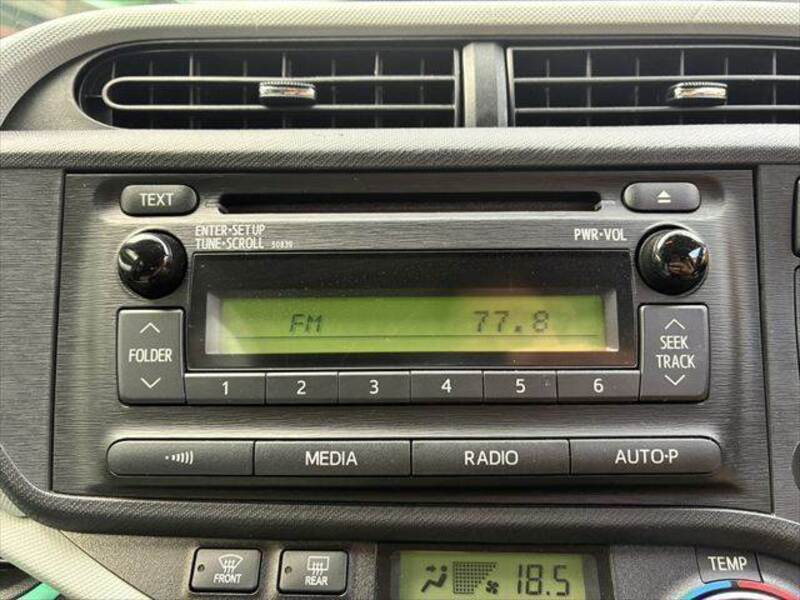 TEXT
ENTER·SETUP
TUNE·SCROLL 50839
PWR·VOL
FM 77.8
FOLDER
SEEK
TRACK
1 2 3 4 5 6
MEDIA RADIO AUTO·P
FRONT REAR 18.5 TEMP